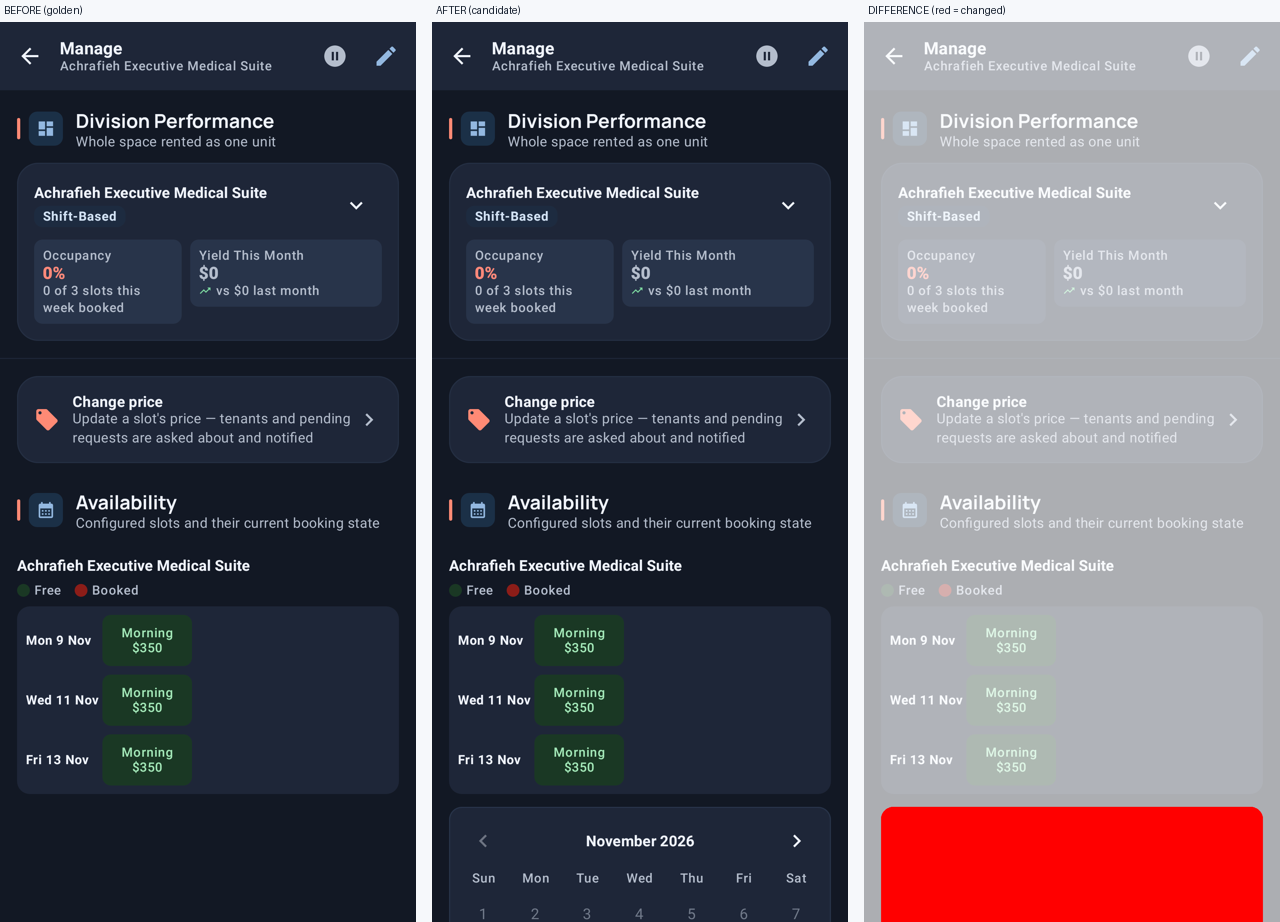 BEFORE (golden)
Manage
Achrafieh Executive Medical Suite
Division Performance
Whole space rented as one unit
Achrafieh Executive Medical Suite
Shift-Based
Occupancy
0%
0 of 3 slots this
week booked
Yield This Month
$0
vs $0 last month
Change price
Update a slot's price — tenants and pending
requests are asked about and notified
Availability
Configured slots and their current booking state
Achrafieh Executive Medical Suite
Free
Booked
Mon 9 Nov
Morning
$350
Wed 11 Nov
Morning
$350
Fri 13 Nov
Morning
$350
AFTER (candidate)
Manage
Achrafieh Executive Medical Suite
Division Performance
Whole space rented as one unit
Achrafieh Executive Medical Suite
Shift-Based
Occupancy
0%
0 of 3 slots this
week booked
Yield This Month
$0
vs $0 last month
Change price
Update a slot's price — tenants and pending
requests are asked about and notified
Availability
Configured slots and their current booking state
Achrafieh Executive Medical Suite
Free
Booked
Mon 9 Nov
Morning
$350
Wed 11 Nov
Morning
$350
Fri 13 Nov
Morning
$350
November 2026
Sun Mon Tue Wed Thu Fri Sat
1 2 3 4 5 6 7
DIFFERENCE (red = changed)
Manage
Achrafieh Executive Medical Suite
Division Performance
Whole space rented as one unit
Achrafieh Executive Medical Suite
Shift-Based
Occupancy
0%
0 of 3 slots this
week booked
Yield This Month
$0
vs $0 last month
Change price
Update a slot's price — tenants and pending
requests are asked about and notified
Availability
Configured slots and their current booking state
Achrafieh Executive Medical Suite
Free
Booked
Mon 9 Nov
Morning
$350
Wed 11 Nov
Morning
$350
Fri 13 Nov
Morning
$350